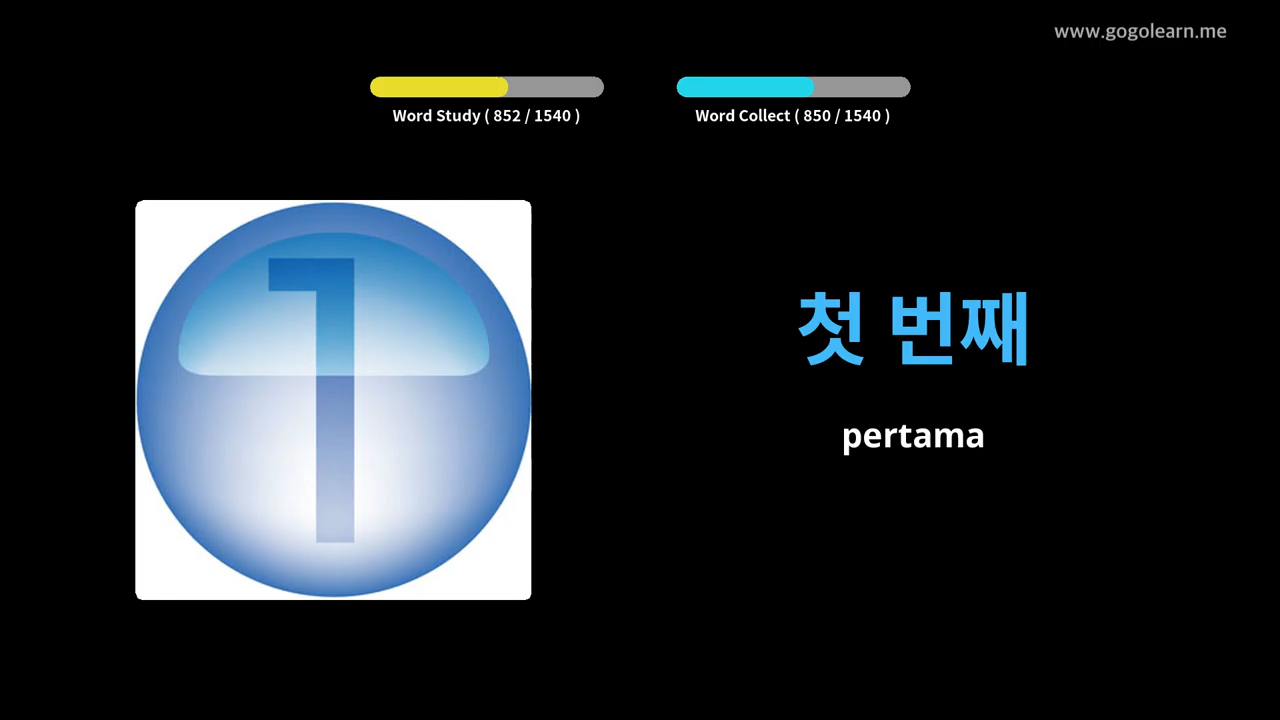 www.gogolearn.me
Word Study ( 852 / 1540 )
Word Collect ( 850 / 1540 )
1
첫 번째
pertama